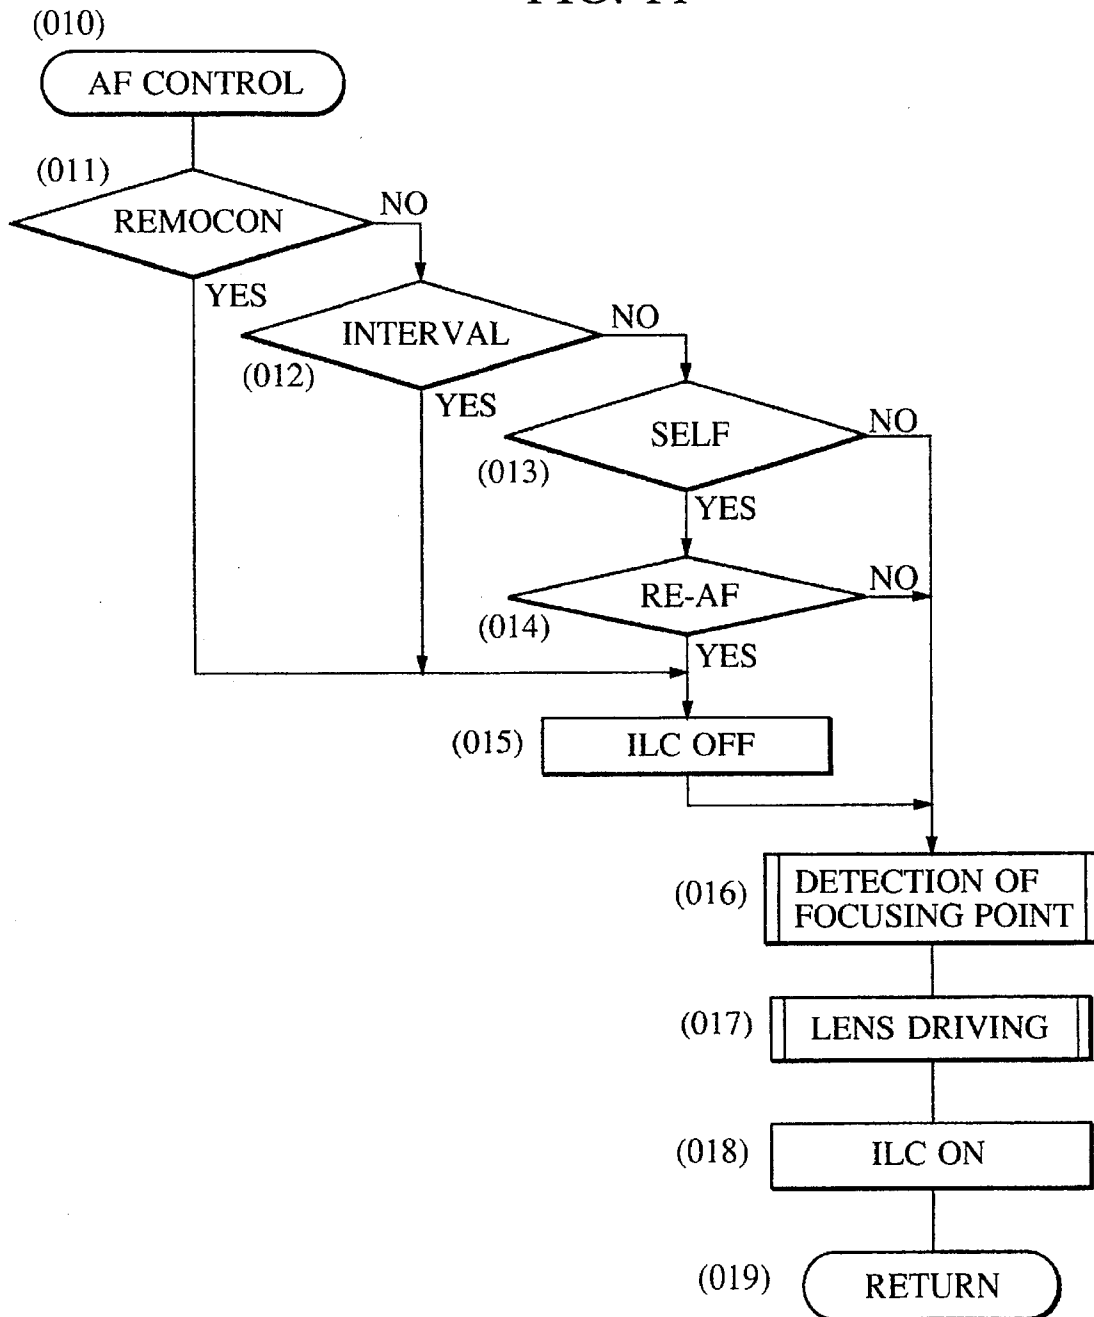 (010)
AF CONTROL
(011)
REMOCON
NO
YES
INTERVAL
NO
(012)
YES
SELF
NO
(013)
YES
RE-AF
NO
(014)
YES
(015)
ILC OFF
(016)
DETECTION OF
FOCUSING POINT
(017)
LENS DRIVING
(018)
ILC ON
(019)
RETURN